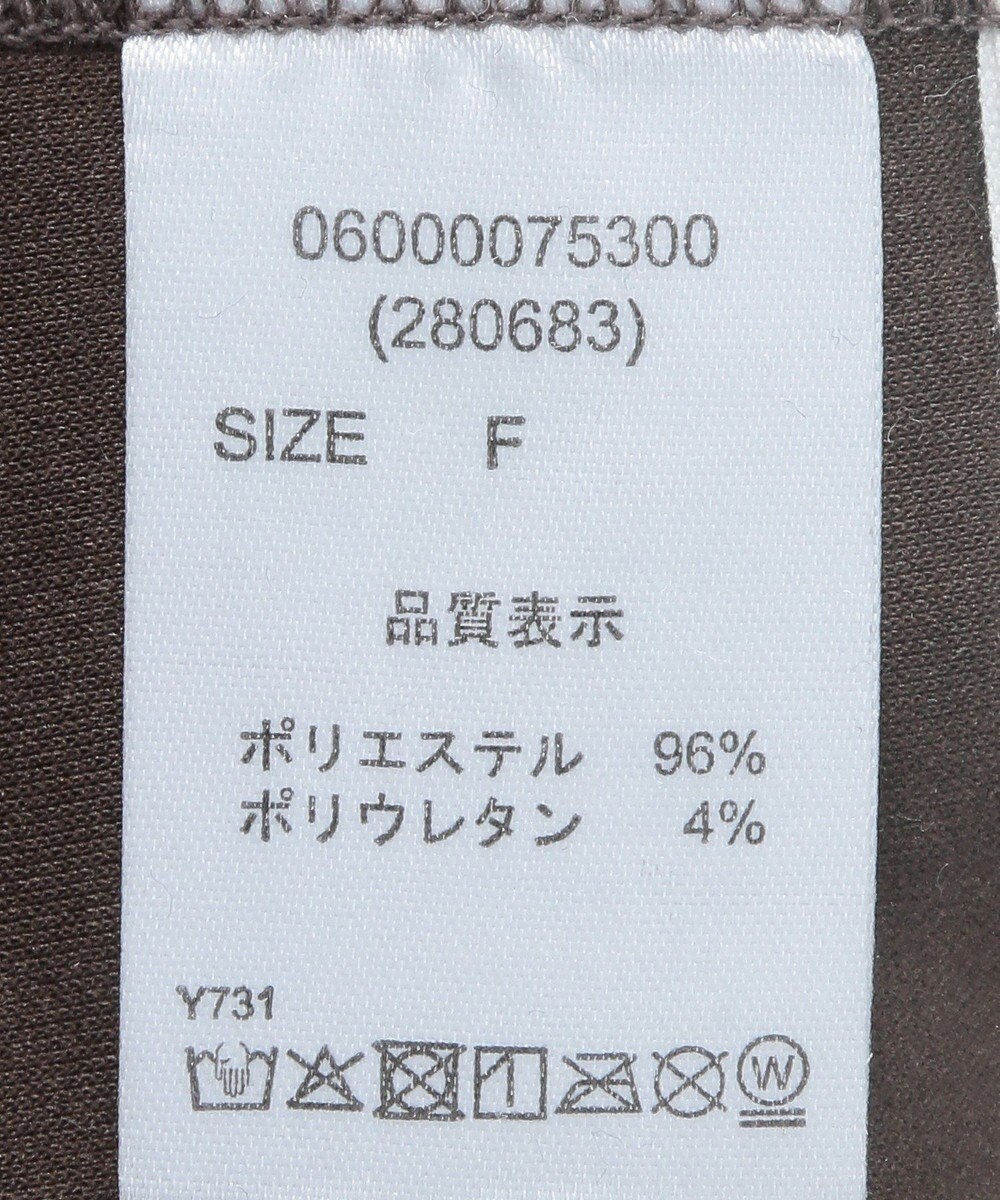 06000075300
(280683)
SIZE F
品質表示
ポリエステル 96%
ポリウレタン 4%
Y731
W